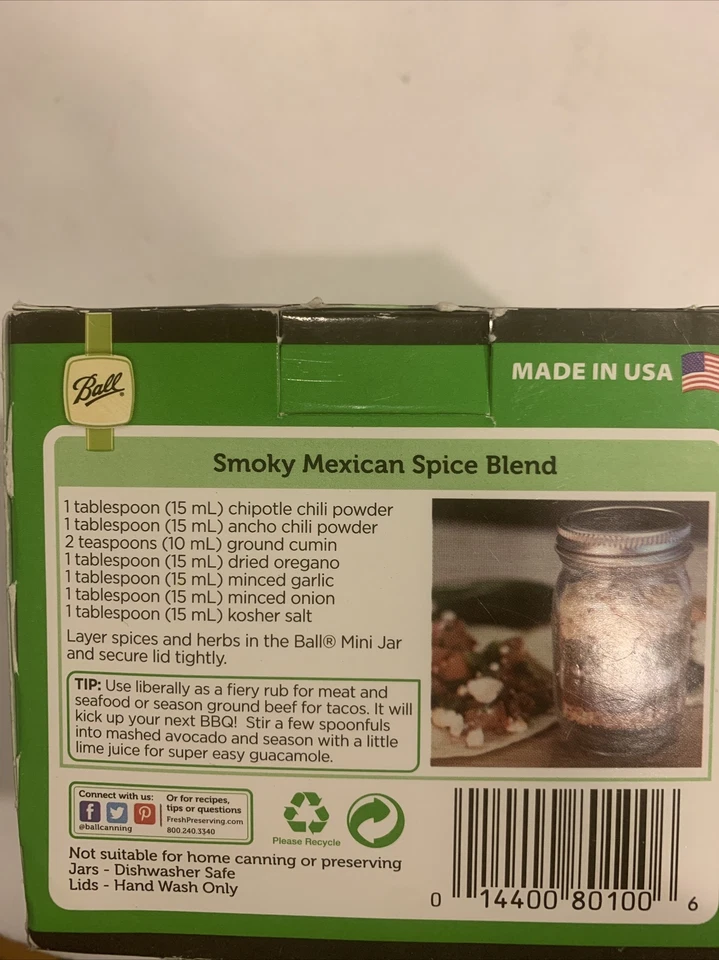 Ball®
MADE IN USA
Smoky Mexican Spice Blend
1 tablespoon (15 mL) chipotle chili powder
1 tablespoon (15 mL) ancho chili powder
2 teaspoons (10 mL) ground cumin
1 tablespoon (15 mL) dried oregano
1 tablespoon (15 mL) minced garlic
1 tablespoon (15 mL) minced onion
1 tablespoon (15 mL) kosher salt
Layer spices and herbs in the Ball® Mini Jar
and secure lid tightly.
TIP: Use liberally as a fiery rub for meat and
seafood or season ground beef for tacos. It will
kick up your next BBQ! Stir a few spoonfuls
into mashed avocado and season with a little
lime juice for super easy guacamole.
Connect with us:
@ballcanning
Or for recipes,
tips or questions
FreshPreserving.com
800.240.3340
Please Recycle
Not suitable for home canning or preserving
Jars - Dishwasher Safe
Lids - Hand Wash Only
0 14400 80100 6